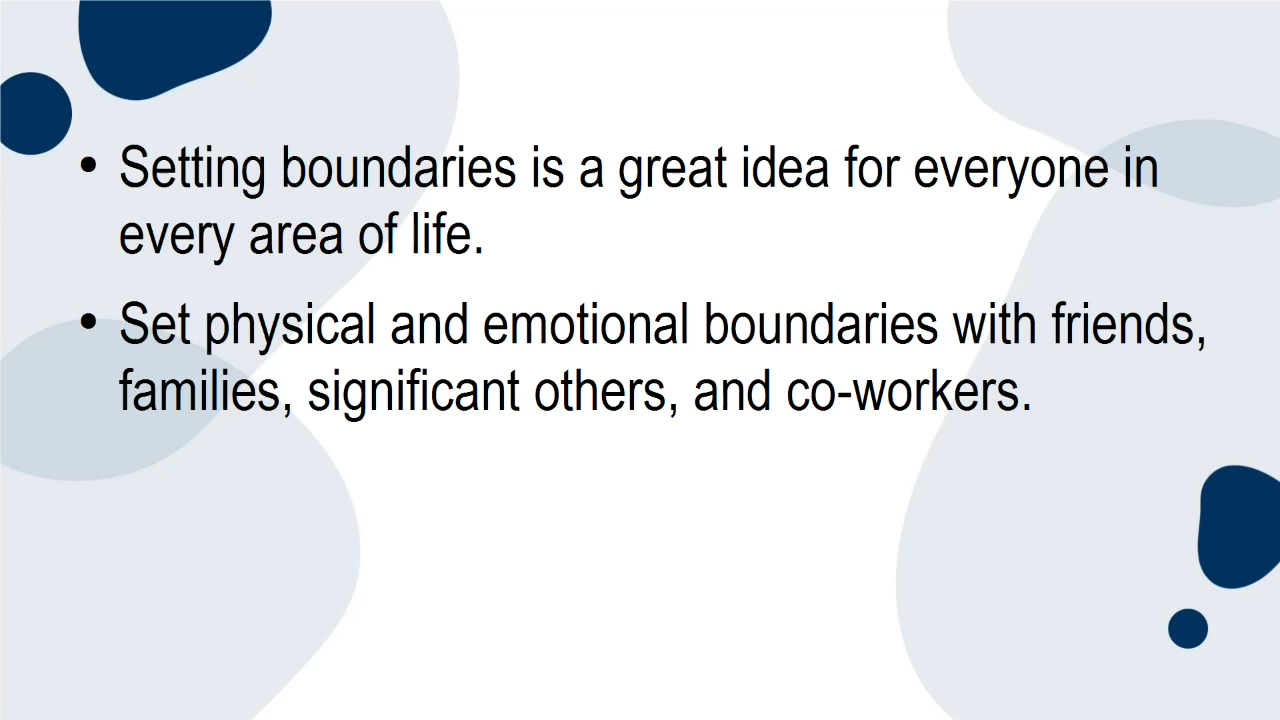 • Setting boundaries is a great idea for everyone in
every area of life.
• Set physical and emotional boundaries with friends,
families, significant others, and co-workers.